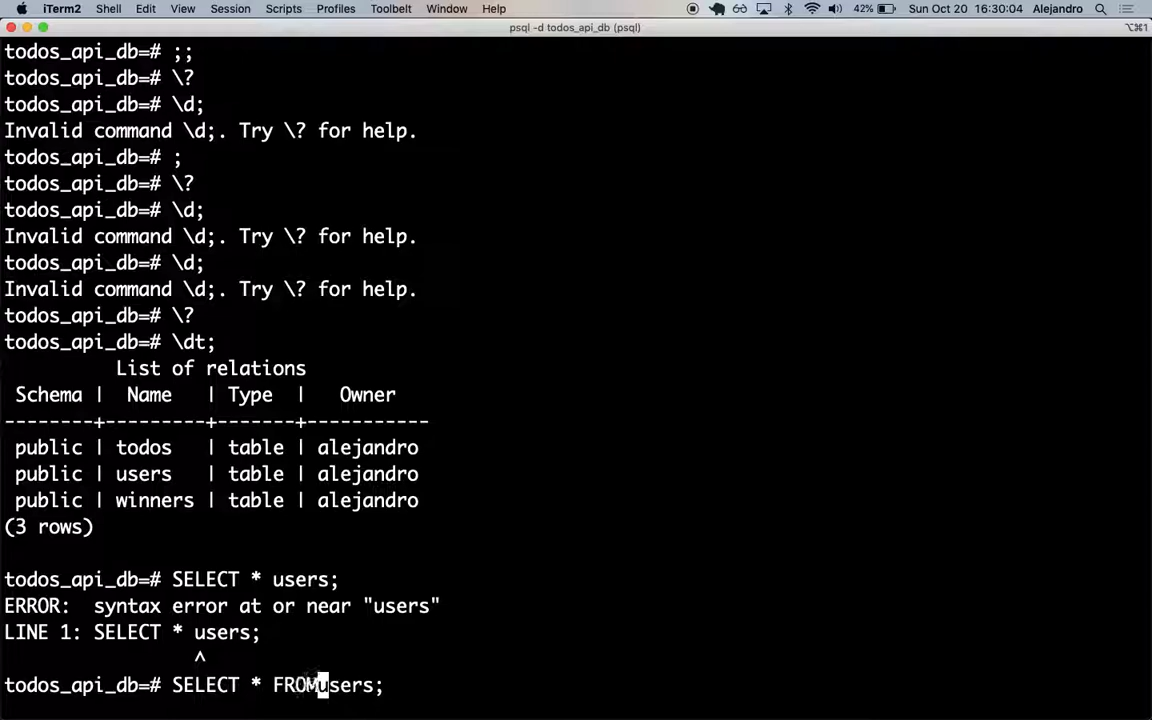 iTerm2 Shell Edit View Session Scripts Profiles Toolbelt Window Help 42% Sun Oct 20 16:30:04 Alejandro
psql -d todos_api_db (psql) ⌥⌘1
todos_api_db=# ;;
todos_api_db=# \?
todos_api_db=# \d;
Invalid command \d;. Try \? for help.
todos_api_db=# ;
todos_api_db=# \?
todos_api_db=# \d;
Invalid command \d;. Try \? for help.
todos_api_db=# \d;
Invalid command \d;. Try \? for help.
todos_api_db=# \?
todos_api_db=# \dt;
List of relations
Schema | Name | Type | Owner
--------+---------+-------+-----------
public | todos | table | alejandro
public | users | table | alejandro
public | winners | table | alejandro
(3 rows)
todos_api_db=# SELECT * users;
ERROR: syntax error at or near "users"
LINE 1: SELECT * users;
^
todos_api_db=# SELECT * FROMusers;